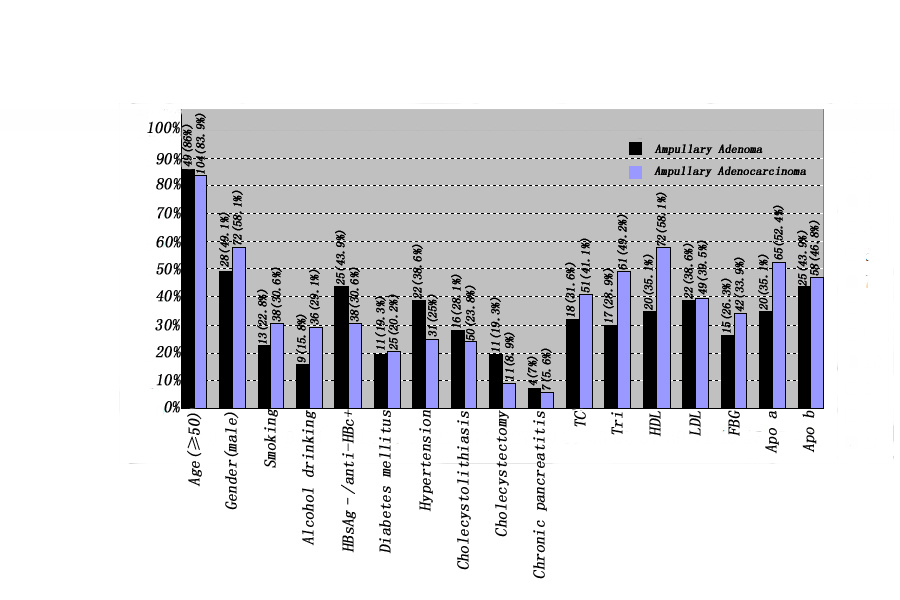 100%
90%
80%
70%
60%
50%
40%
30%
20%
10%
0%
Ampullary Adenoma
Ampullary Adenocarcinoma
49(86%)
104(83.9%)
28(49.1%)
72(58.1%)
13(22.8%)
38(30.6%)
9(15.8%)
36(29.1%)
25(43.9%)
38(30.6%)
11(19.3%)
25(20.2%)
22(38.6%)
31(25%)
16(28.1%)
50(23.8%)
11(19.3%)
11(8.9%)
4(7%)
7(5.6%)
18(31.6%)
51(41.1%)
17(28.9%)
61(49.2%)
20(35.1%)
72(58.1%)
22(38.6%)
49(39.5%)
15(26.3%)
42(33.9%)
20(35.1%)
65(52.4%)
25(43.9%)
58(46.8%)
Age(≥50)
Gender(male)
Smoking
Alcohol drinking
HBsAg-/anti-HBc+
Diabetes mellitus
Hypertension
Cholecystolithiasis
Cholecystectomy
Chronic pancreatitis
TC
Tri
HDL
LDL
FBG
Apo a
Apo b